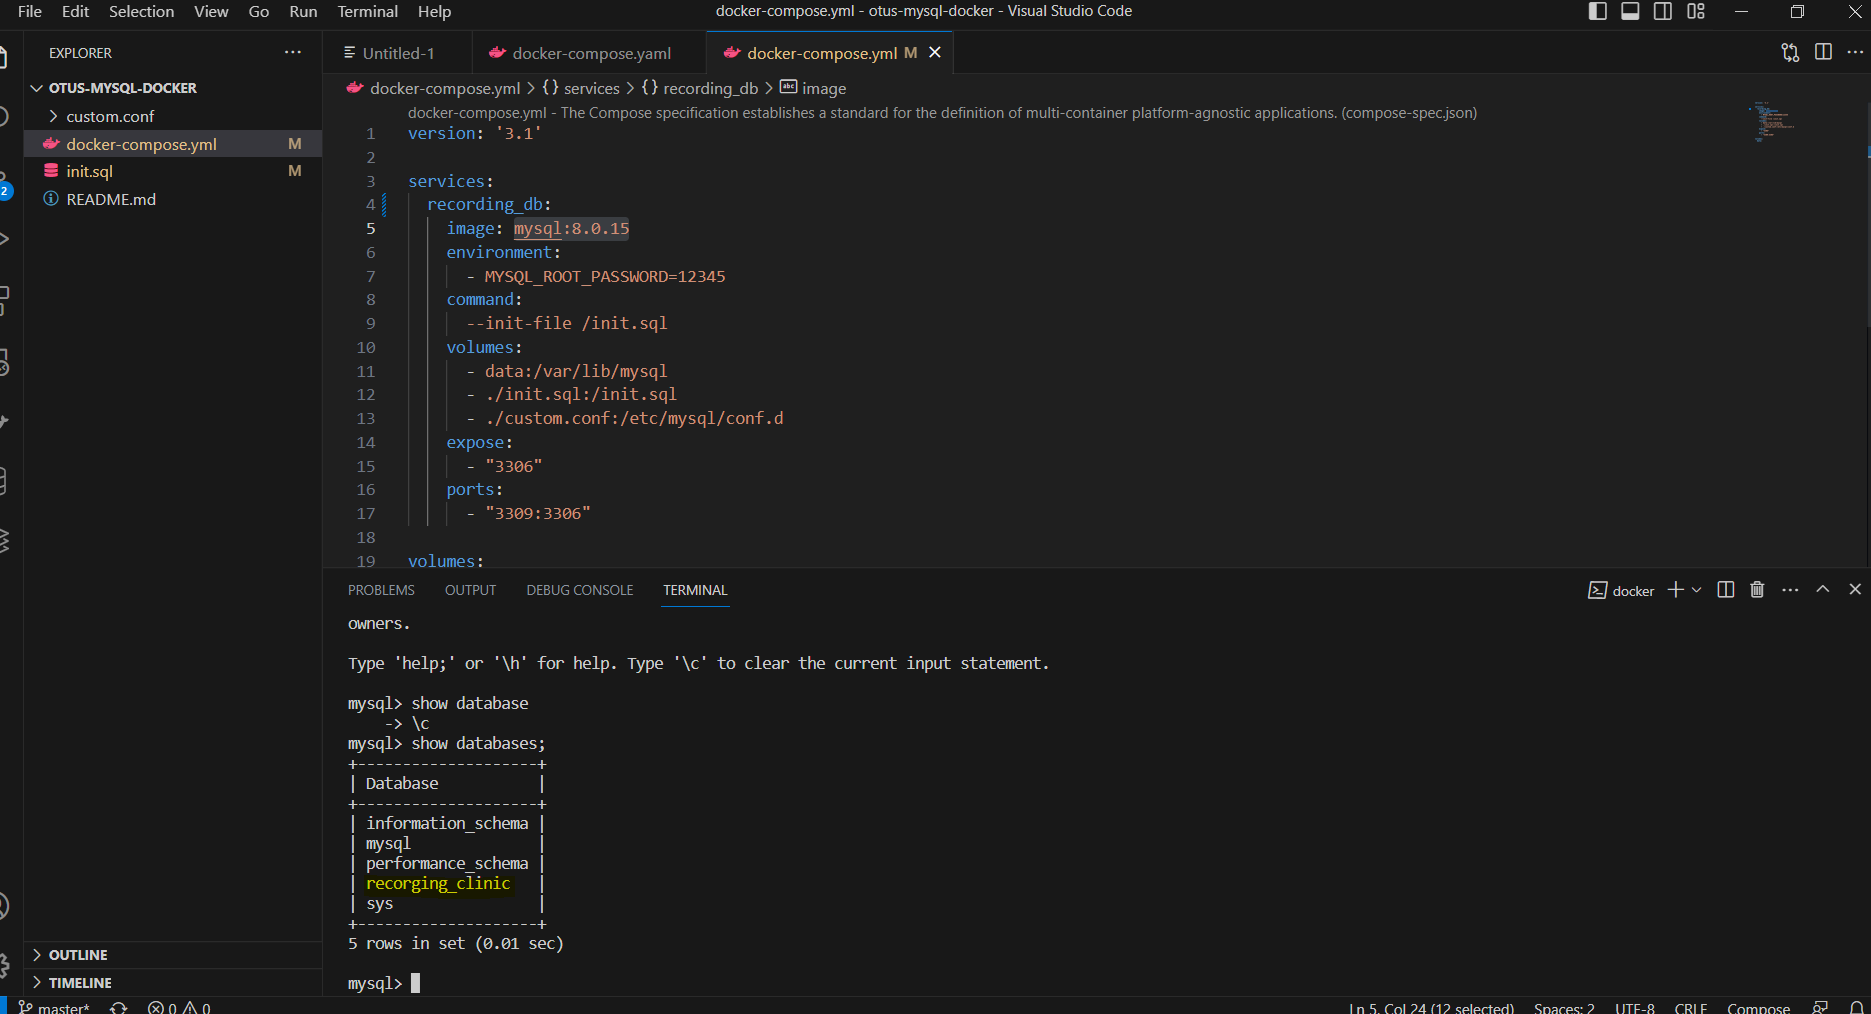 File Edit Selection View Go Run Terminal Help
docker-compose.yml - otus-mysql-docker - Visual Studio Code
EXPLORER
OTUS-MYSQL-DOCKER
custom.conf
docker-compose.yml M
init.sql M
README.md
2
OUTLINE
TIMELINE
Untitled-1 docker-compose.yaml docker-compose.yml M
docker-compose.yml > {} services > {} recording_db > abc image
docker-compose.yml - The Compose specification establishes a standard for the definition of multi-container platform-agnostic applications. (compose-spec.json)
1 version: '3.1'
2
3 services:
4 recording_db:
5 image: mysql:8.0.15
6 environment:
7 - MYSQL_ROOT_PASSWORD=12345
8 command:
9 --init-file /init.sql
10 volumes:
11 - data:/var/lib/mysql
12 - ./init.sql:/init.sql
13 - ./custom.conf:/etc/mysql/conf.d
14 expose:
15 - "3306"
16 ports:
17 - "3309:3306"
18
19 volumes:
PROBLEMS OUTPUT DEBUG CONSOLE TERMINAL
docker
owners.
Type 'help;' or '\h' for help. Type '\c' to clear the current input statement.
mysql> show database
-> \c
mysql> show databases;
+--------------------+
| Database |
+--------------------+
| information_schema |
| mysql |
| performance_schema |
| recorging_clinic |
| sys |
+--------------------+
5 rows in set (0.01 sec)
mysql>
master* 0 0 Ln 5, Col 24 (12 selected) Spaces: 2 UTF-8 CRLF Compose